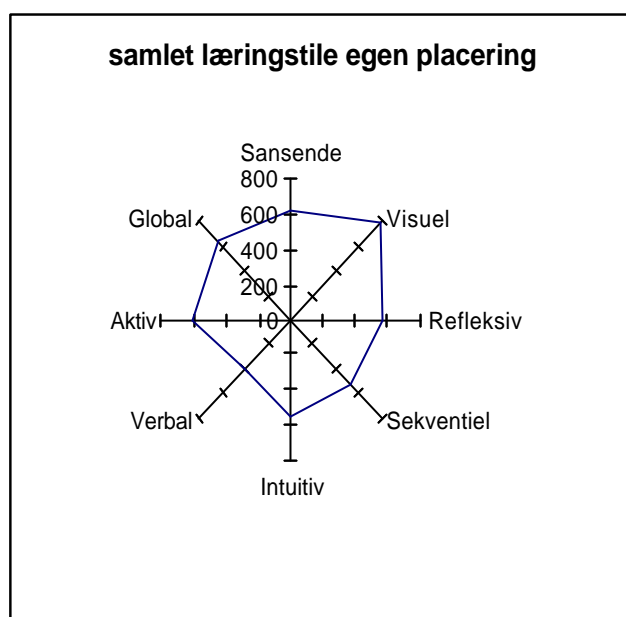 samlet læringstile egen placering
Sansende
800
Global
600
Visuel
400
200
Aktiv
0
Refleksiv
Verbal
Sekventiel
Intuitiv